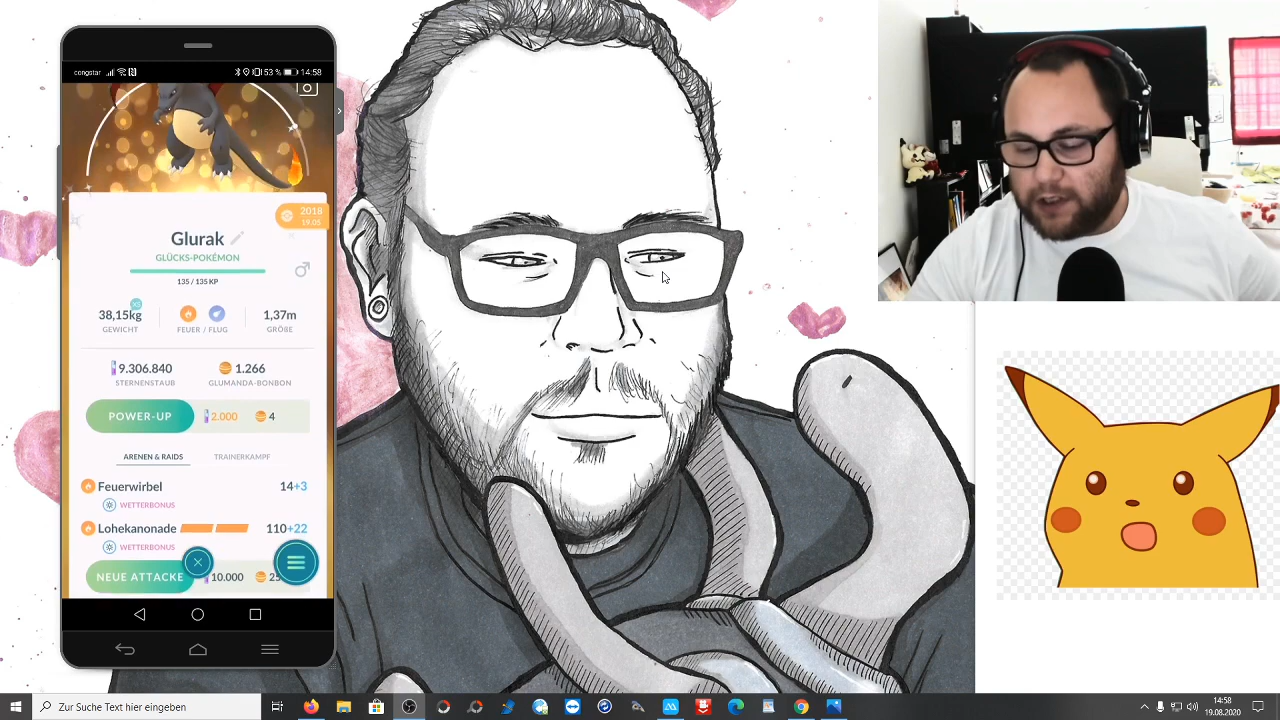 congstar 53 % 14:58
2018
19.05
Glurak
GLÜCKS-POKÉMON
135 / 135 KP
XS
38,15kg
GEWICHT
FEUER / FLUG
1,37m
GRÖßE
9.306.840
STERNENSTAUB
1.266
GLUMANDA-BONBON
POWER-UP 2.000 4
ARENEN & RAIDS TRAINERKAMPF
Feuerwirbel 14+3
WETTERBONUS
Lohekanonade 110+22
WETTERBONUS
NEUE ATTACKE 10.000
Zur Suche Text hier eingeben
14:58
19.08.2020